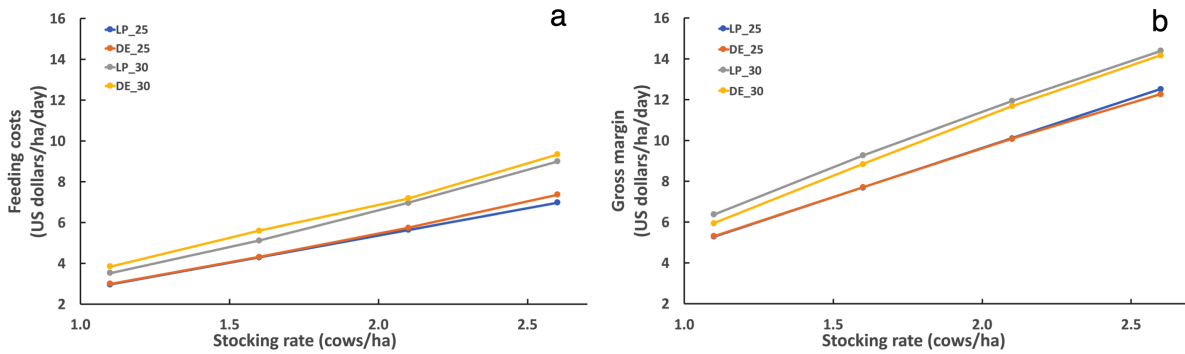 a
16
14
12
10
8
6
4
2
LP_25
DE_25
LP_30
DE_30
Feeding costs
(US dollars/ha/day)
1.0 1.5 2.0 2.5
Stocking rate (cows/ha)
b
16
14
12
10
8
6
4
2
LP_25
DE_25
LP_30
DE_30
Gross margin
(US dollars/ha/day)
1.0 1.5 2.0 2.5
Stocking rate (cows/ha)